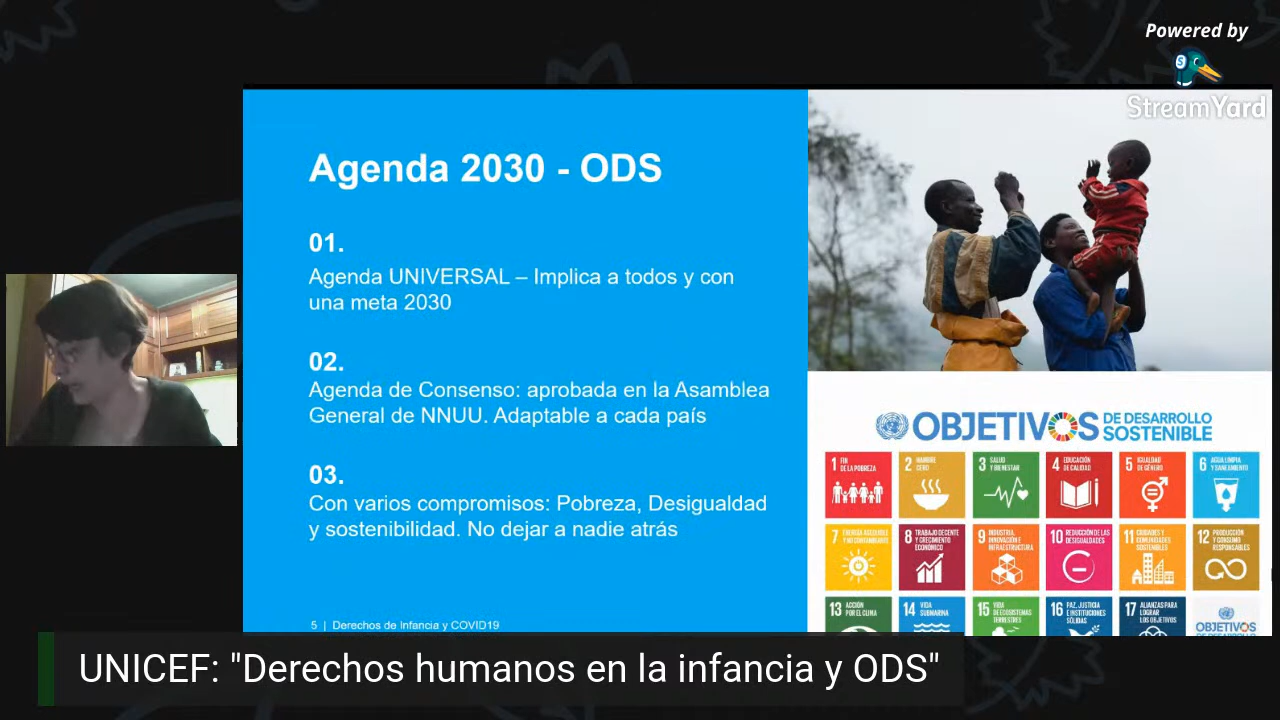 Powered by
StreamYard
Agenda 2030 - ODS
01.
Agenda UNIVERSAL – Implica a todos y con
una meta 2030
02.
Agenda de Consenso: aprobada en la Asamblea
General de NNUU. Adaptable a cada país
03.
Con varios compromisos: Pobreza, Desigualdad
y sostenibilidad. No dejar a nadie atrás
5 | Derechos de Infancia y COVID19
OBJETIVOS DE DESARROLLO
SOSTENIBLE
1 FIN
DE LA POBREZA
2 HAMBRE
CERO
3 SALUD
Y BIENESTAR
4 EDUCACIÓN
DE CALIDAD
5 IGUALDAD
DE GÉNERO
6 AGUA LIMPIA
Y SANEAMIENTO
7 ENERGÍA ASEQUIBLE
Y NO CONTAMINANTE
8 TRABAJO DECENTE
Y CRECIMIENTO
ECONÓMICO
9 INDUSTRIA,
INNOVACIÓN E
INFRAESTRUCTURA
10 REDUCCIÓN DE LAS
DESIGUALDADES
11 CIUDADES Y
COMUNIDADES
SOSTENIBLES
12 PRODUCCIÓN
Y CONSUMO
RESPONSABLES
13 ACCIÓN
POR EL CLIMA
14 VIDA
SUBMARINA
15 VIDA
DE ECOSISTEMAS
TERRESTRES
16 PAZ, JUSTICIA
E INSTITUCIONES
SÓLIDAS
17 ALIANZAS PARA
LOGRAR
LOS OBJETIVOS
OBJETIVOS
UNICEF: "Derechos humanos en la infancia y ODS"